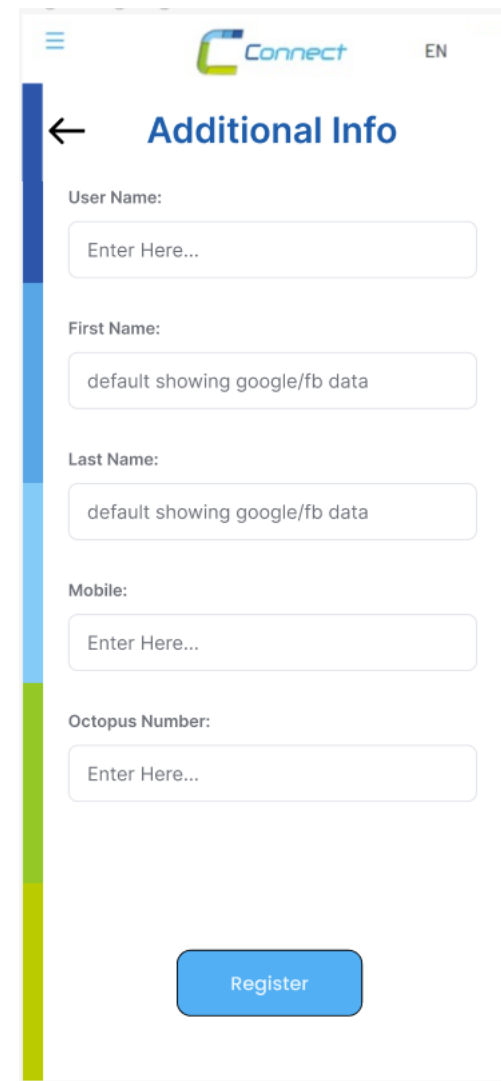 Connect
EN
Additional Info
User Name:
Enter Here...
First Name:
default showing google/fb data
Last Name:
default showing google/fb data
Mobile:
Enter Here...
Octopus Number:
Enter Here...
Register